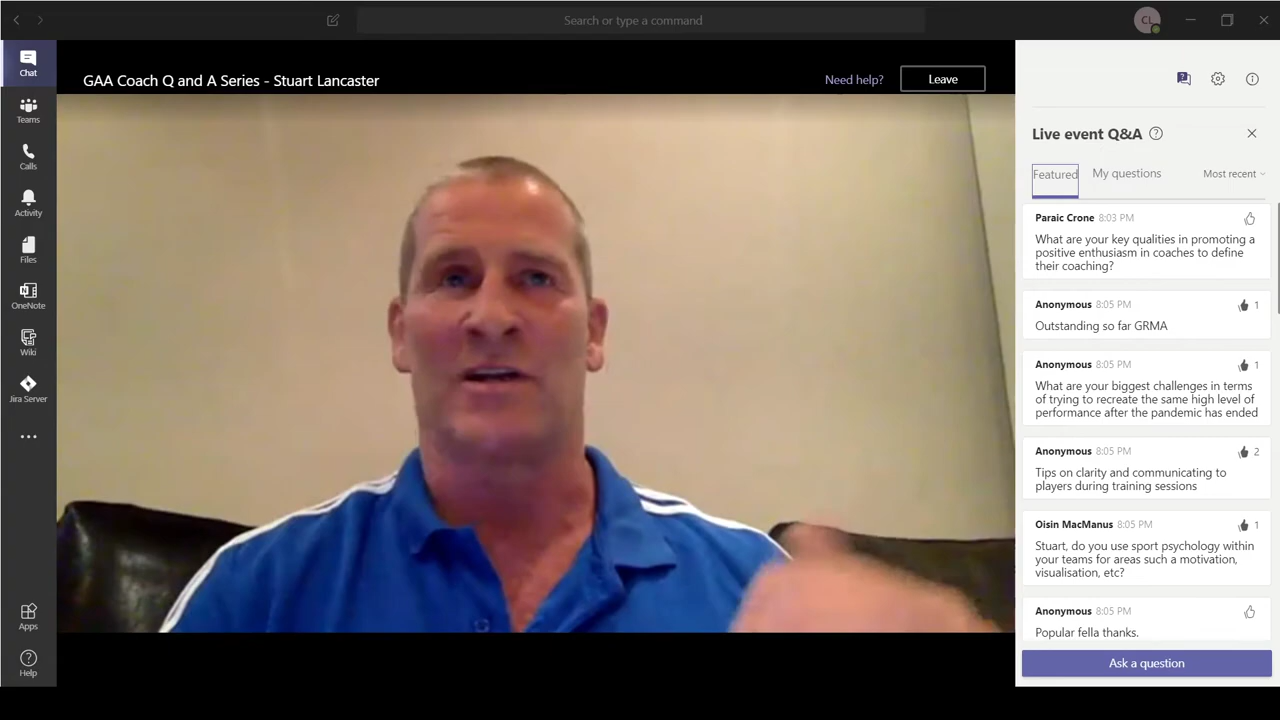 Search or type a command
CL
Chat
Teams
Calls
Activity
Files
OneNote
Wiki
Jira Server
Apps
Help
GAA Coach Q and A Series - Stuart Lancaster
Need help?
Leave
Live event Q&A
Featured
My questions
Most recent
Paraic Crone 8:03 PM
What are your key qualities in promoting a
positive enthusiasm in coaches to define
their coaching?
Anonymous 8:05 PM 1
Outstanding so far GRMA
Anonymous 8:05 PM 1
What are your biggest challenges in terms
of trying to recreate the same high level of
performance after the pandemic has ended
Anonymous 8:05 PM 2
Tips on clarity and communicating to
players during training sessions
Oisin MacManus 8:05 PM 1
Stuart, do you use sport psychology within
your teams for areas such a motivation,
visualisation, etc?
Anonymous 8:05 PM
Popular fella thanks.
Ask a question